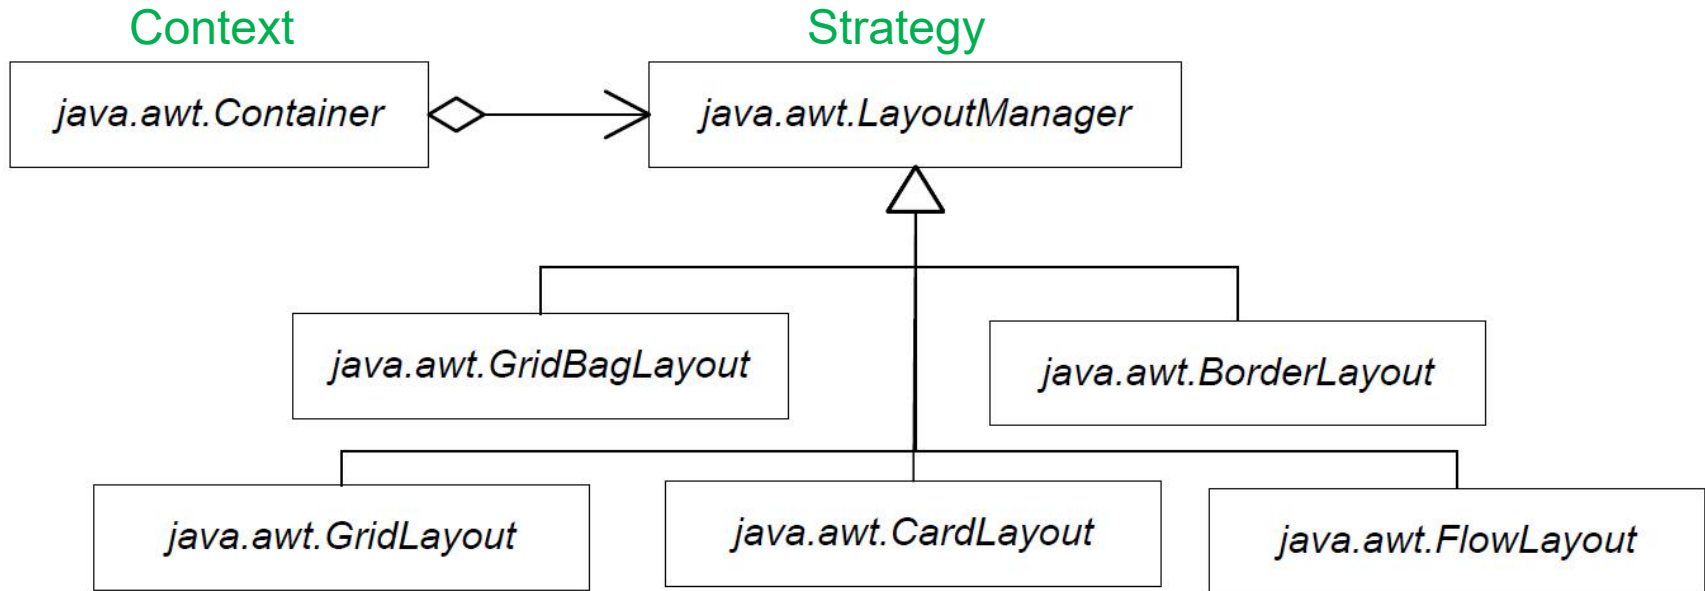 Context
Strategy
java.awt.Container
java.awt.LayoutManager
java.awt.GridBagLayout
java.awt.BorderLayout
java.awt.GridLayout
java.awt.CardLayout
java.awt.FlowLayout